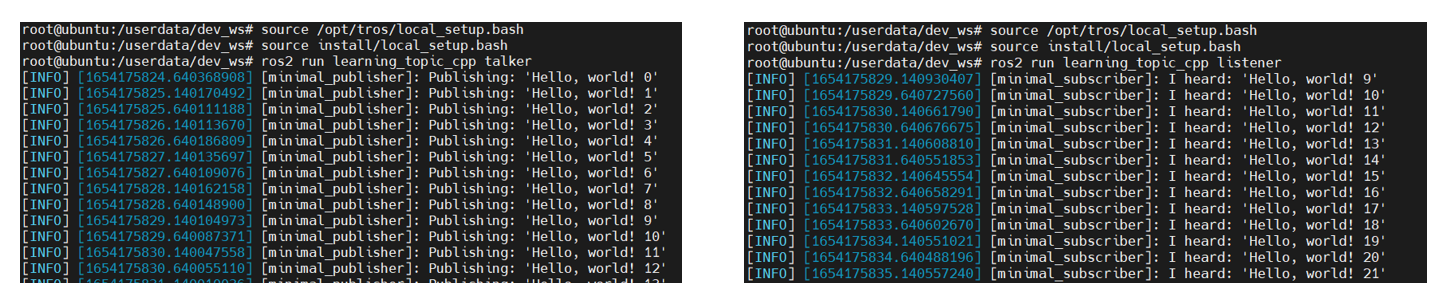 root@ubuntu:/userdata/dev_ws# source /opt/tros/local_setup.bash
root@ubuntu:/userdata/dev_ws# source install/local_setup.bash
root@ubuntu:/userdata/dev_ws# ros2 run learning_topic_cpp talker
[INFO] [1654175824.640368908] [minimal_publisher]: Publishing: 'Hello, world! 0'
[INFO] [1654175825.140170492] [minimal_publisher]: Publishing: 'Hello, world! 1'
[INFO] [1654175825.640111188] [minimal_publisher]: Publishing: 'Hello, world! 2'
[INFO] [1654175826.140113670] [minimal_publisher]: Publishing: 'Hello, world! 3'
[INFO] [1654175826.640186809] [minimal_publisher]: Publishing: 'Hello, world! 4'
[INFO] [1654175827.140135697] [minimal_publisher]: Publishing: 'Hello, world! 5'
[INFO] [1654175827.640109076] [minimal_publisher]: Publishing: 'Hello, world! 6'
[INFO] [1654175828.140162158] [minimal_publisher]: Publishing: 'Hello, world! 7'
[INFO] [1654175828.640148900] [minimal_publisher]: Publishing: 'Hello, world! 8'
[INFO] [1654175829.140104973] [minimal_publisher]: Publishing: 'Hello, world! 9'
[INFO] [1654175829.640087371] [minimal_publisher]: Publishing: 'Hello, world! 10'
[INFO] [1654175830.140047558] [minimal_publisher]: Publishing: 'Hello, world! 11'
[INFO] [1654175830.640055110] [minimal_publisher]: Publishing: 'Hello, world! 12'
root@ubuntu:/userdata/dev_ws# source /opt/tros/local_setup.bash
root@ubuntu:/userdata/dev_ws# source install/local_setup.bash
root@ubuntu:/userdata/dev_ws# ros2 run learning_topic_cpp listener
[INFO] [1654175829.140930407] [minimal_subscriber]: I heard: 'Hello, world! 9'
[INFO] [1654175829.640727560] [minimal_subscriber]: I heard: 'Hello, world! 10'
[INFO] [1654175830.140661790] [minimal_subscriber]: I heard: 'Hello, world! 11'
[INFO] [1654175830.640676675] [minimal_subscriber]: I heard: 'Hello, world! 12'
[INFO] [1654175831.140608810] [minimal_subscriber]: I heard: 'Hello, world! 13'
[INFO] [1654175831.640551853] [minimal_subscriber]: I heard: 'Hello, world! 14'
[INFO] [1654175832.140645554] [minimal_subscriber]: I heard: 'Hello, world! 15'
[INFO] [1654175832.640658291] [minimal_subscriber]: I heard: 'Hello, world! 16'
[INFO] [1654175833.140597528] [minimal_subscriber]: I heard: 'Hello, world! 17'
[INFO] [1654175833.640602670] [minimal_subscriber]: I heard: 'Hello, world! 18'
[INFO] [1654175834.140551021] [minimal_subscriber]: I heard: 'Hello, world! 19'
[INFO] [1654175834.640488196] [minimal_subscriber]: I heard: 'Hello, world! 20'
[INFO] [1654175835.140557240] [minimal_subscriber]: I heard: 'Hello, world! 21'